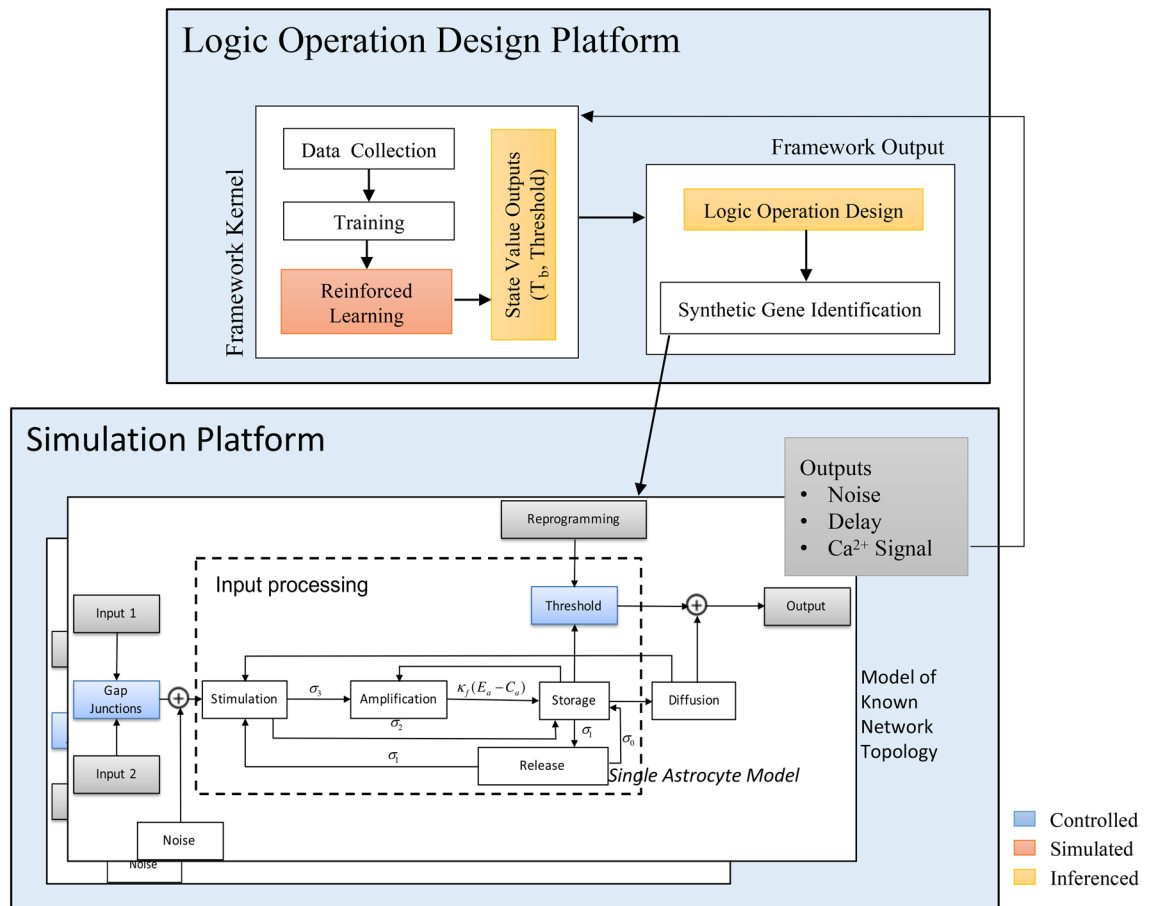 Logic Operation Design Platform
Framework Kernel
Data Collection
Training
Reinforced
Learning
State Value Outputs
(T b, Threshold)
Framework Output
Logic Operation Design
Synthetic Gene Identification
Simulation Platform
Outputs
• Noise
• Delay
• Ca²⁺ Signal
Reprogramming
Input processing
Input 1
Threshold
Output
Gap
Junctions
Stimulation
σ₃
Amplification
κ_f(E_a − C_a)
Storage
Diffusion
σ₂
σ₁
σ₀
σ₁
Release
Input 2
Single Astrocyte Model
Model of
Known
Network
Topology
Noise
Noise
Controlled
Simulated
Inferenced